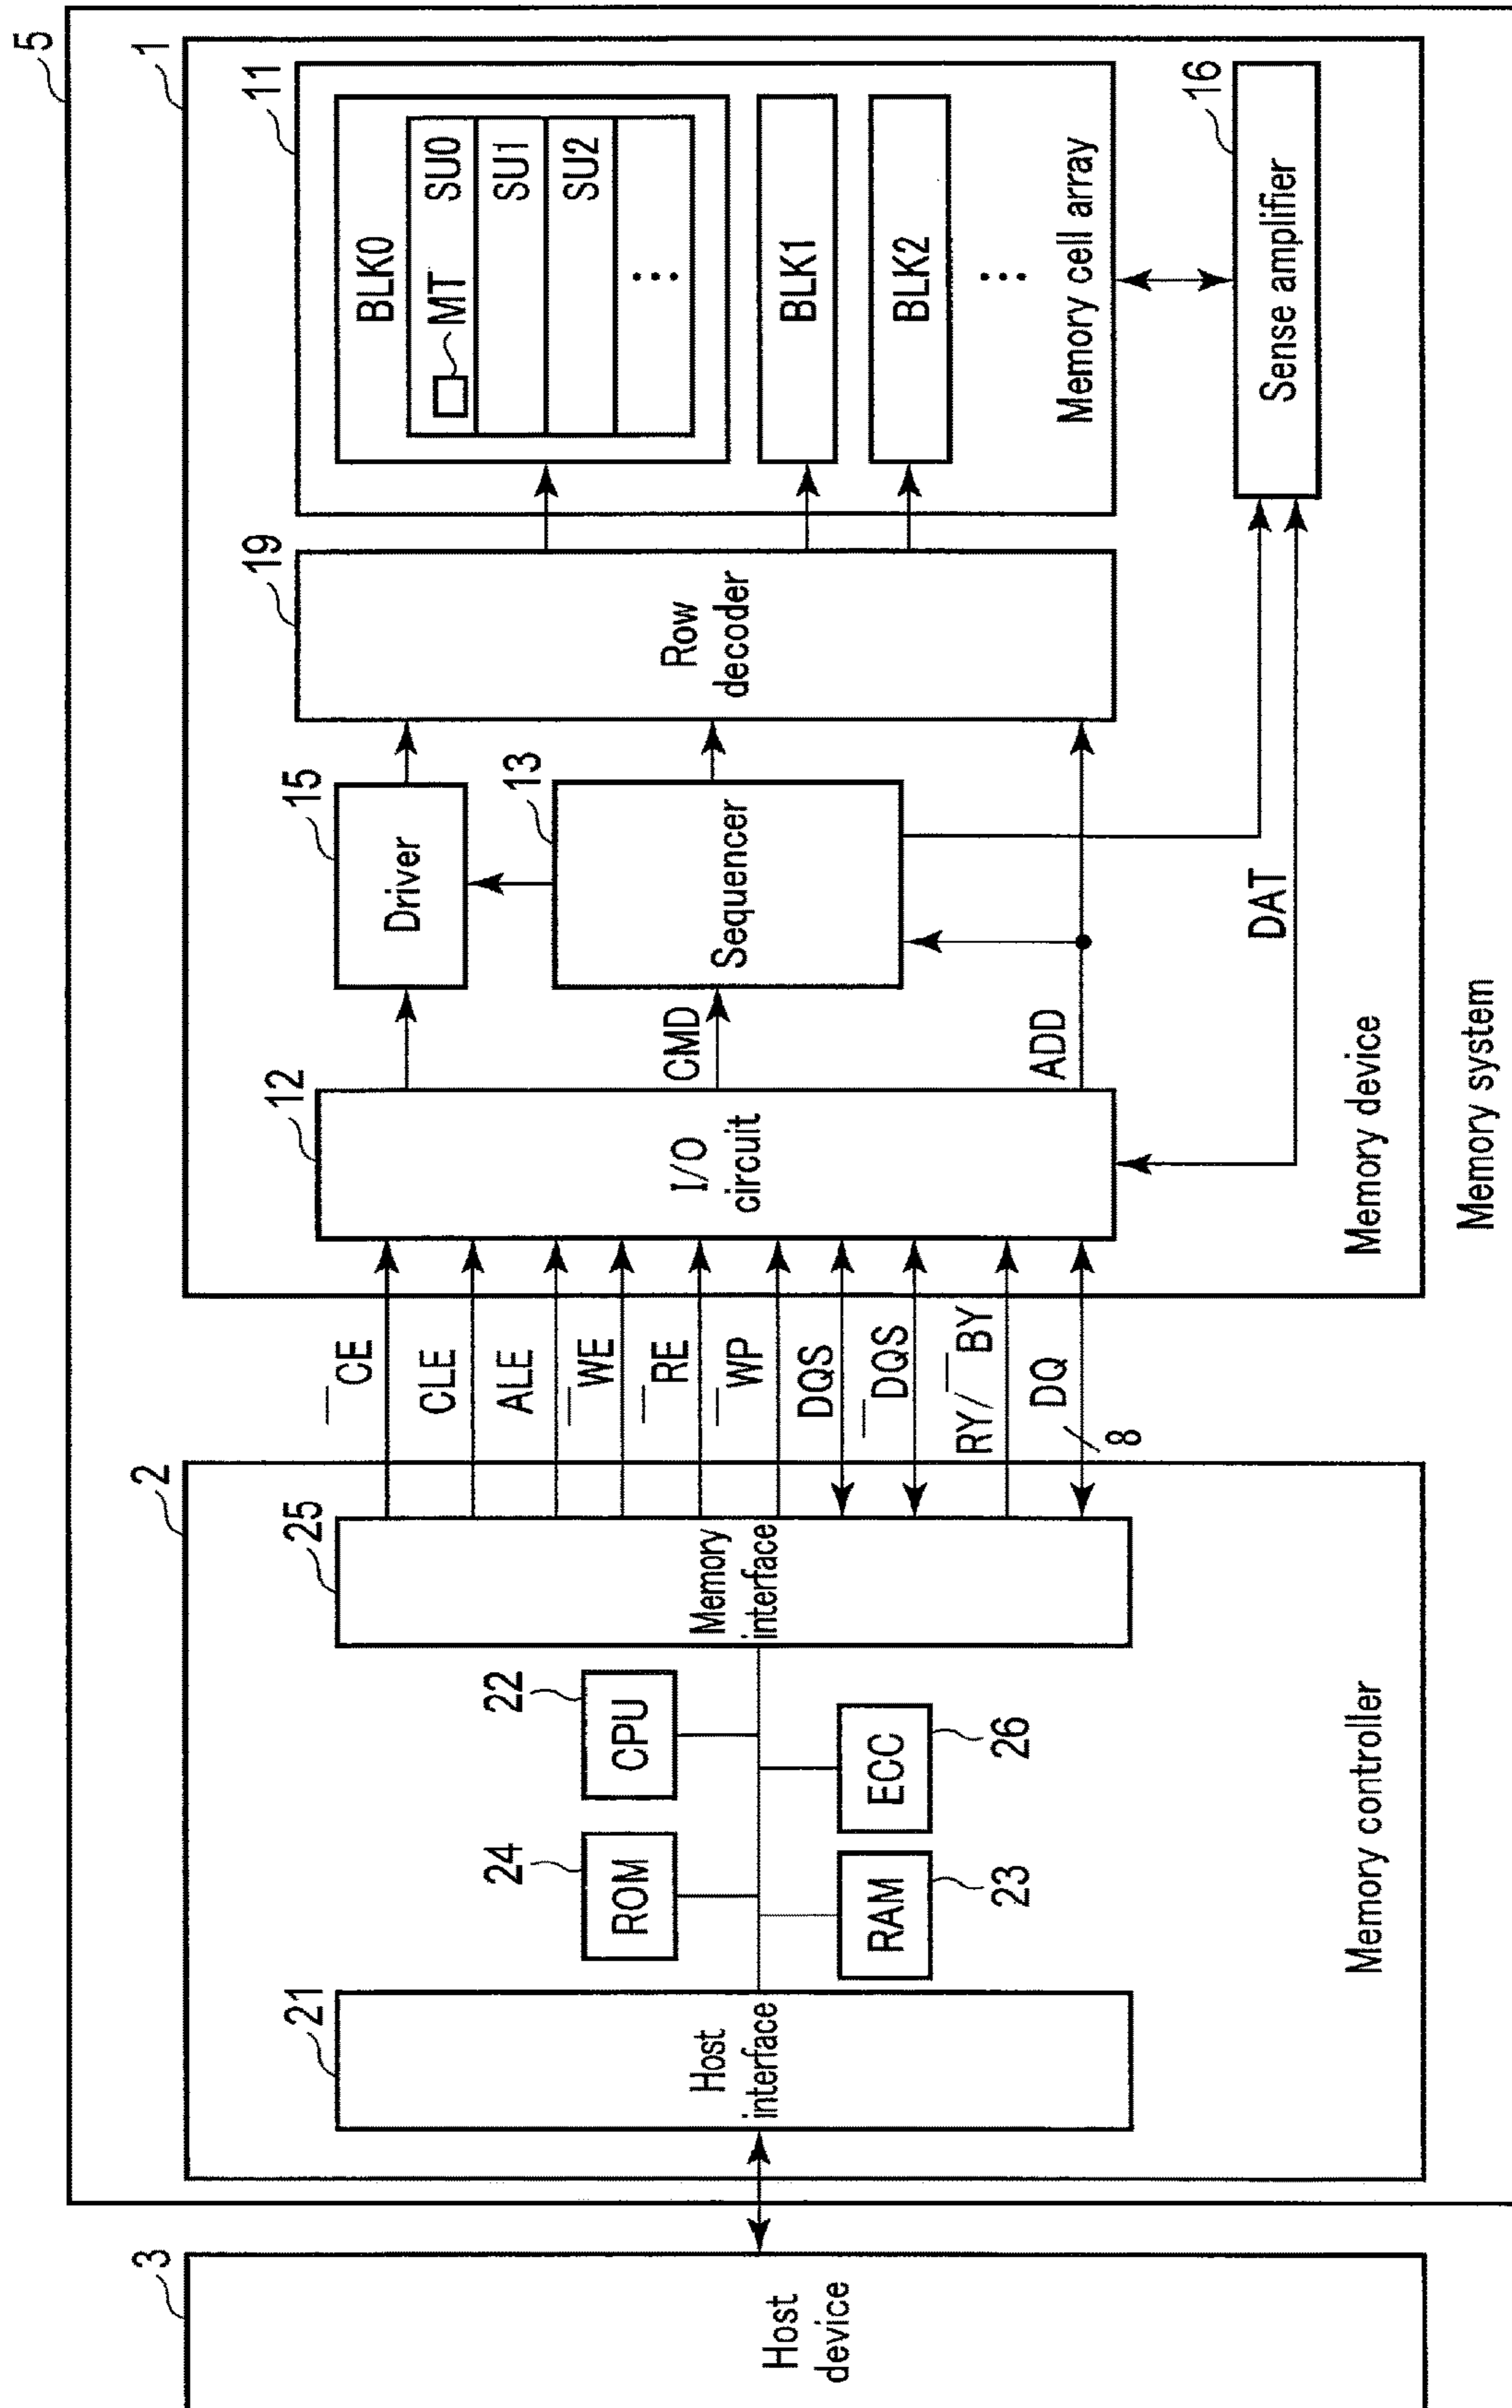 5
3
Host
device
2
21
Host
interface
24
ROM
22
CPU
RAM
23
ECC
26
25
Memory
interface
Memory controller
‾CE
CLE
ALE
‾WE
‾RE
‾WP
DQS
‾DQS
RY/‾BY
DQ
8
1
12
I/O
circuit
CMD
ADD
15
Driver
13
Sequencer
DAT
19
Row
decoder
11
BLK0
MT
SU0
SU1
SU2
⋮
BLK1
BLK2
⋮
Memory cell array
16
Sense amplifier
Memory device
Memory system